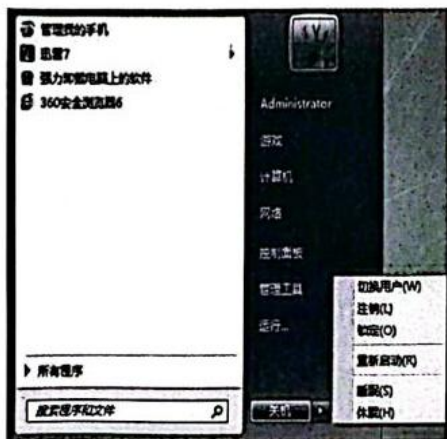 管理我的手机
迅雷7
强力卸载电脑上的软件
360安全浏览器6
所有程序
搜索程序和文件
Administrator
游戏
计算机
网络
控制面板
管理工具
运行...
关机
切换用户(W)
注销(L)
锁定(O)
重新启动(R)
睡眠(S)
休眠(H)